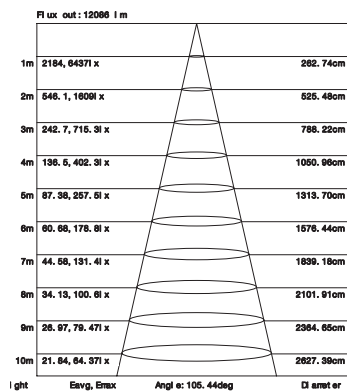 Flux out: 12086 lm
1m 2184, 6437lx 262.74cm
2m 546.1, 1609lx 525.48cm
3m 242.7, 715.3lx 788.22cm
4m 136.5, 402.3lx 1050.96cm
5m 87.38, 257.5lx 1313.70cm
6m 60.68, 178.8lx 1576.44cm
7m 44.58, 131.4lx 1839.18cm
8m 34.13, 100.6lx 2101.91cm
9m 26.97, 79.47lx 2364.65cm
10m 21.84, 64.37lx 2627.39cm
ight Eavg, Emax Angle: 105.44deg Diameter